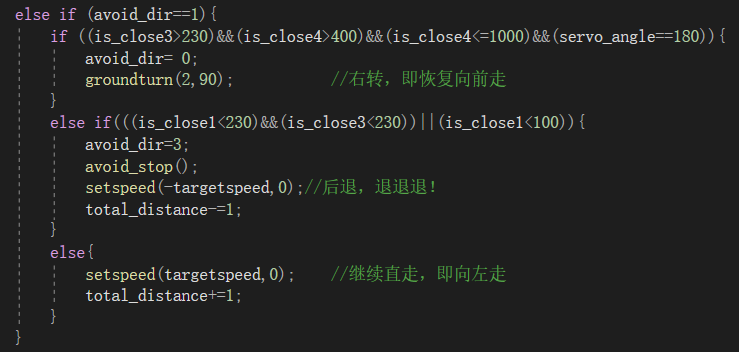 else if (avoid_dir==1){
if ((is_close3>230)&&(is_close4>400)&&(is_close4<=1000)&&(servo_angle==180)){
avoid_dir= 0;
groundturn(2,90); //右转，即恢复向前走
}
else if(((is_close1<230)&&(is_close3<230))||(is_close1<100)){
avoid_dir=3;
avoid_stop();
setspeed(-targetspeed,0);//后退，退退退！
total_distance-=1;
}
else{
setspeed(targetspeed,0); //继续直走，即向左走
total_distance+=1;
}
}